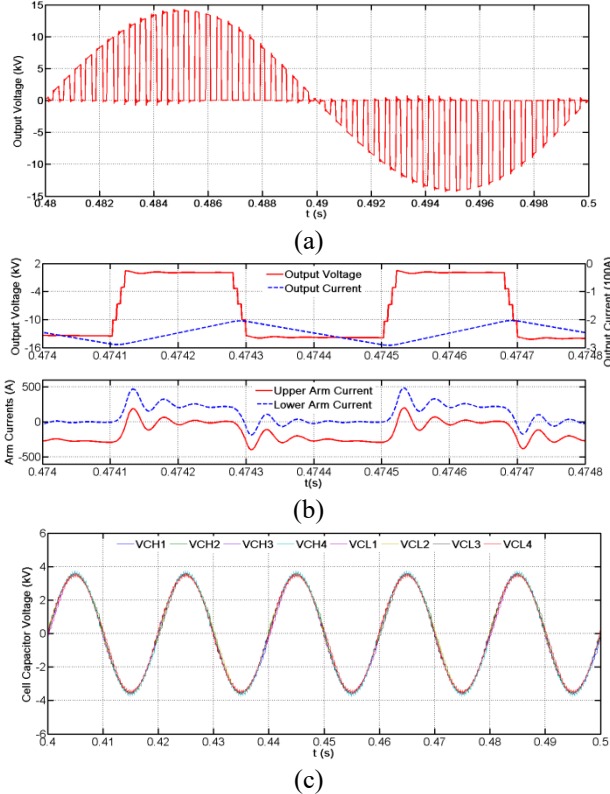 15
10
5
0
-5
-10
-15
Output Voltage (kV)
0.48 0.482 0.484 0.486 0.488 0.49 0.492 0.494 0.496 0.498 0.5
t (s)
(a)
2
-4
-10
-16
Output Voltage (kV)
Output Voltage
Output Current
0
-1
-2
-3
Output Current (100A)
0.474 0.4741 0.4742 0.4743 0.4744 0.4745 0.4746 0.4747 0.4748
500
0
-500
Arm Currents (A)
Upper Arm Current
Lower Arm Current
0.474 0.4741 0.4742 0.4743 0.4744 0.4745 0.4746 0.4747 0.4748
t(s)
(b)
6
4
2
0
-2
-4
-6
Cell Capacitor Voltage (kV)
VCH1 VCH2 VCH3 VCH4 VCL1 VCL2 VCL3 VCL4
0.4 0.41 0.42 0.43 0.44 0.45 0.46 0.47 0.48 0.49 0.5
t (s)
(c)